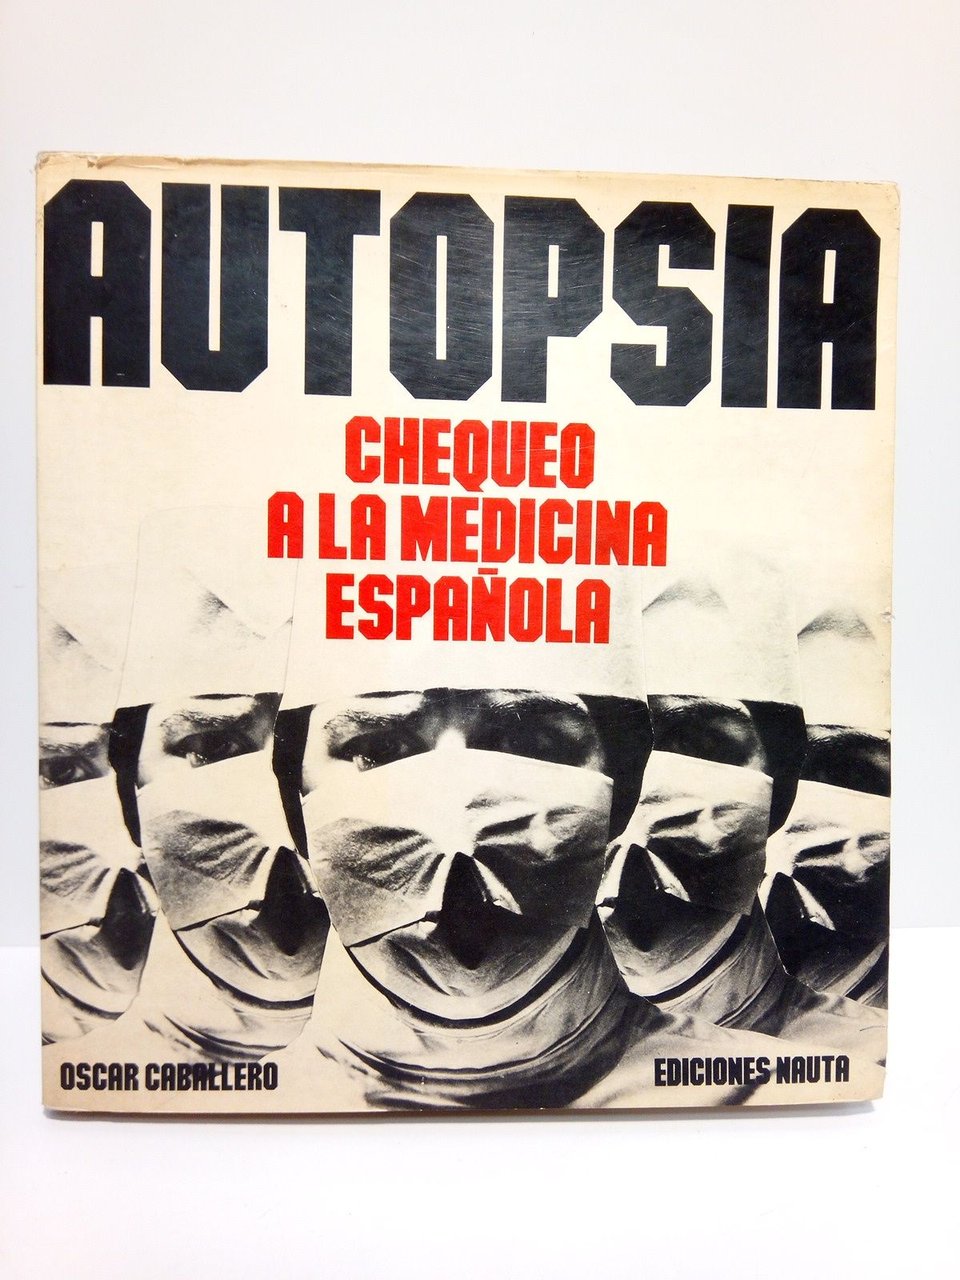 AUTOPSIA
CHEQUEO
A LA MEDICINA
ESPAÑOLA
OSCAR CABALLERO
EDICIONES NAUTA